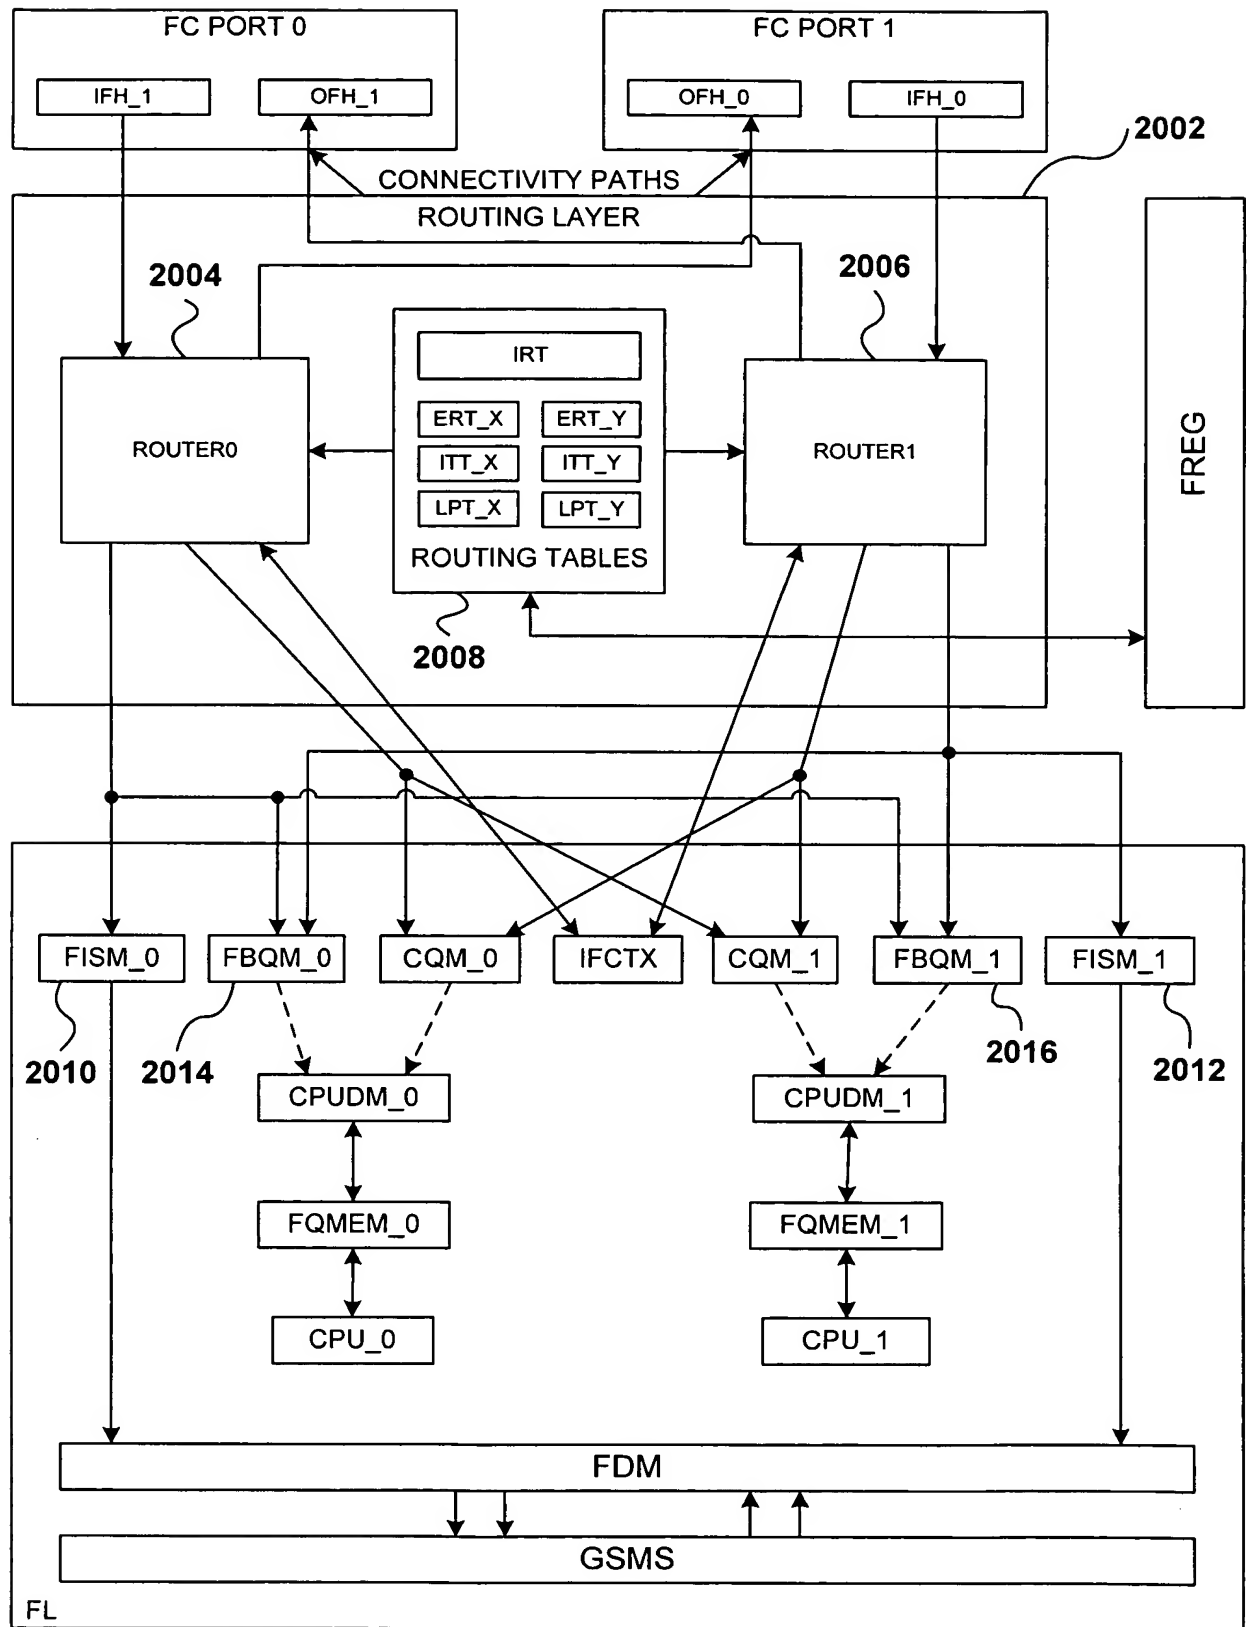 FC PORT 0
FC PORT 1
IFH_1
OFH_1
OFH_0
IFH_0
2002
CONNECTIVITY PATHS
ROUTING LAYER
2004
2006
IRT
ERT_X
ERT_Y
ROUTER0
ITT_X
ITT_Y
ROUTER1
LPT_X
LPT_Y
ROUTING TABLES
FREG
2008
FISM_0
FBQM_0
CQM_0
IFCTX
CQM_1
FBQM_1
FISM_1
2010
2014
2016
2012
CPUDM_0
CPUDM_1
FQMEM_0
FQMEM_1
CPU_0
CPU_1
FDM
GSMS
FL